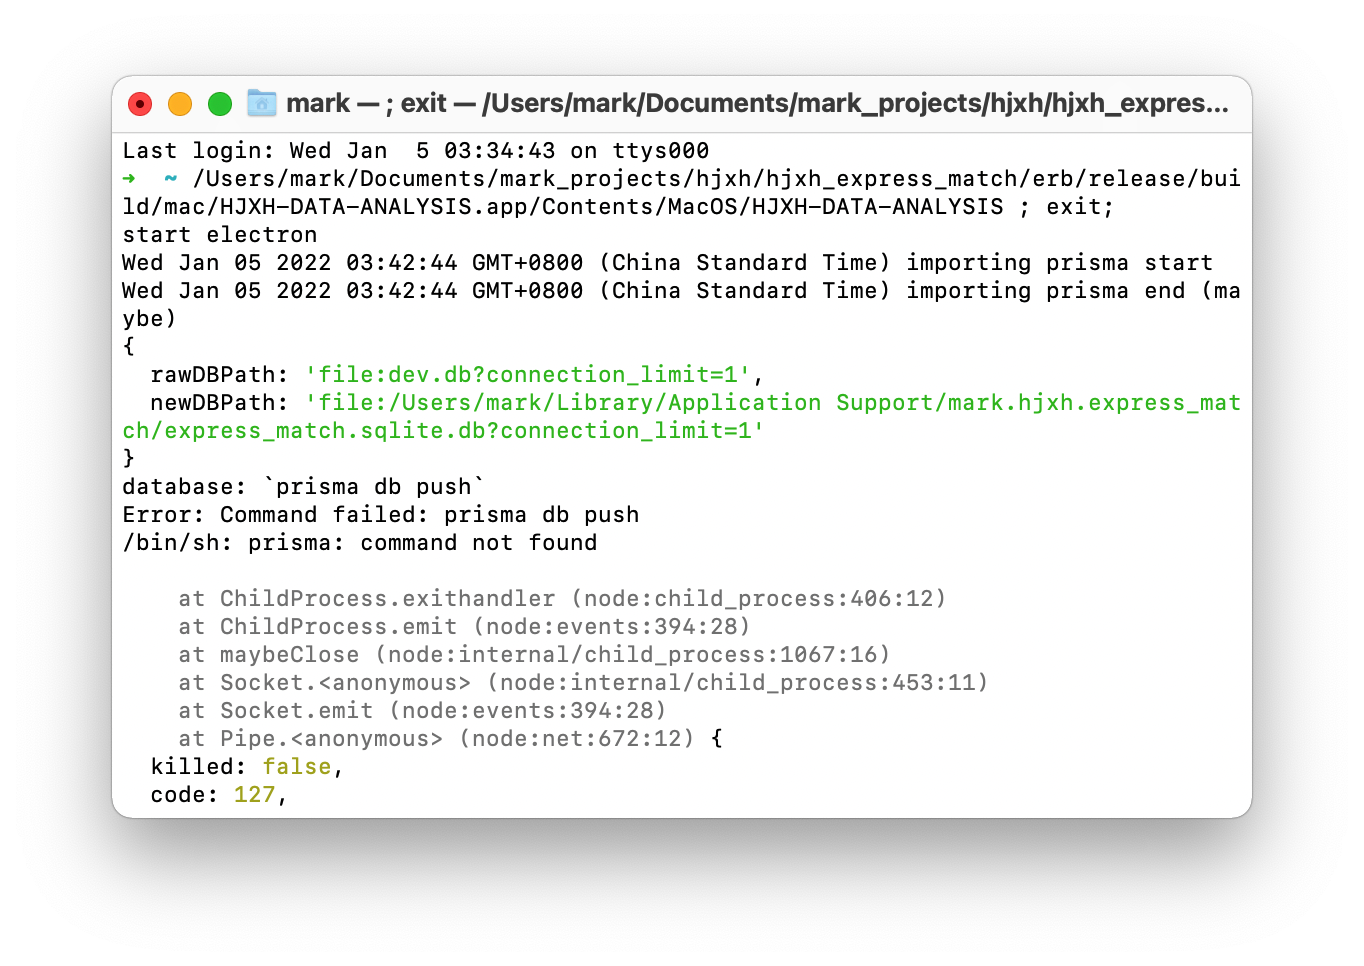 mark — ; exit — /Users/mark/Documents/mark_projects/hjxh/hjxh_expres...
Last login: Wed Jan  5 03:34:43 on ttys000
➜  ~ /Users/mark/Documents/mark_projects/hjxh/hjxh_express_match/erb/release/bui
ld/mac/HJXH-DATA-ANALYSIS.app/Contents/MacOS/HJXH-DATA-ANALYSIS ; exit;
start electron
Wed Jan 05 2022 03:42:44 GMT+0800 (China Standard Time) importing prisma start
Wed Jan 05 2022 03:42:44 GMT+0800 (China Standard Time) importing prisma end (ma
ybe)
{
  rawDBPath: 'file:dev.db?connection_limit=1',
  newDBPath: 'file:/Users/mark/Library/Application Support/mark.hjxh.express_mat
ch/express_match.sqlite.db?connection_limit=1'
}
database: `prisma db push`
Error: Command failed: prisma db push
/bin/sh: prisma: command not found
    at ChildProcess.exithandler (node:child_process:406:12)
    at ChildProcess.emit (node:events:394:28)
    at maybeClose (node:internal/child_process:1067:16)
    at Socket.<anonymous> (node:internal/child_process:453:11)
    at Socket.emit (node:events:394:28)
    at Pipe.<anonymous> (node:net:672:12) {
  killed: false,
  code: 127,